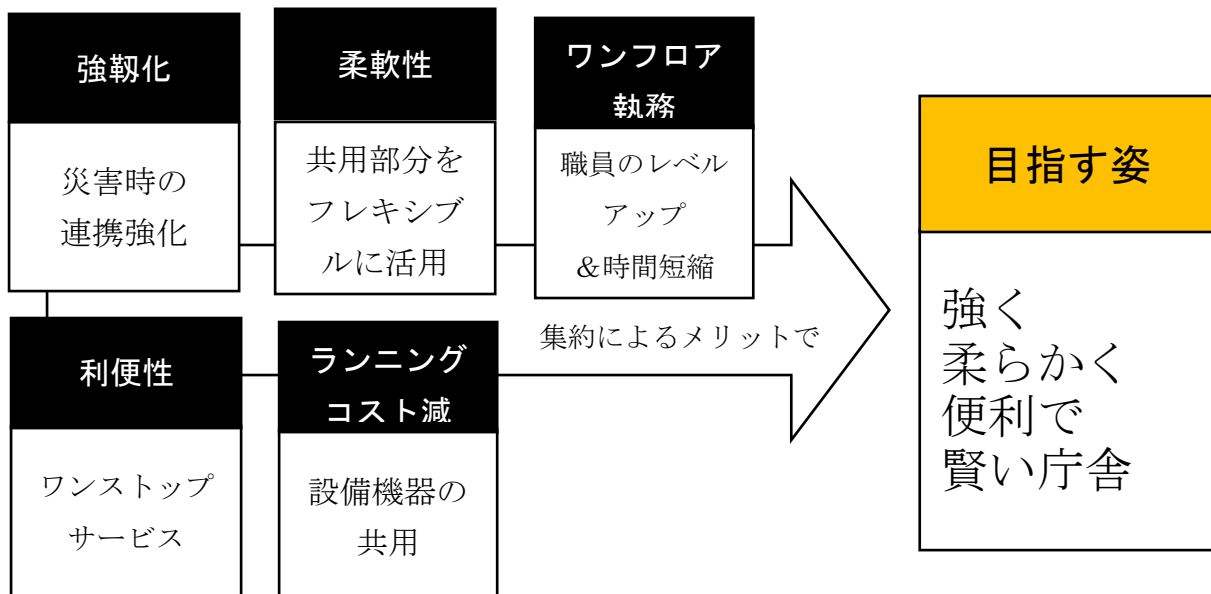 強靱化
災害時の
連携強化
柔軟性
共用部分を
フレキシブ
ルに活用
ワンフロア
執務
職員のレベル
アップ
＆時間短縮
利便性
ワンストップ
サービス
ランニング
コスト減
設備機器の
共用
集約によるメリットで
目指す姿
強く
柔らかく
便利で
賢い庁舎